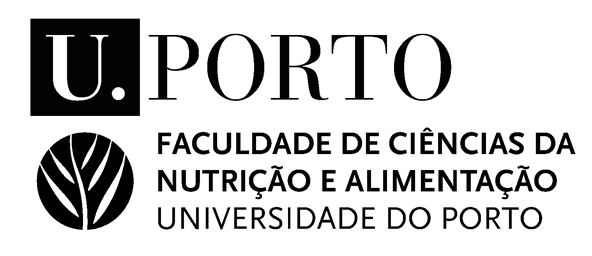 U. PORTO
FACULDADE DE CIÊNCIAS DA
NUTRIÇÃO E ALIMENTAÇÃO
UNIVERSIDADE DO PORTO